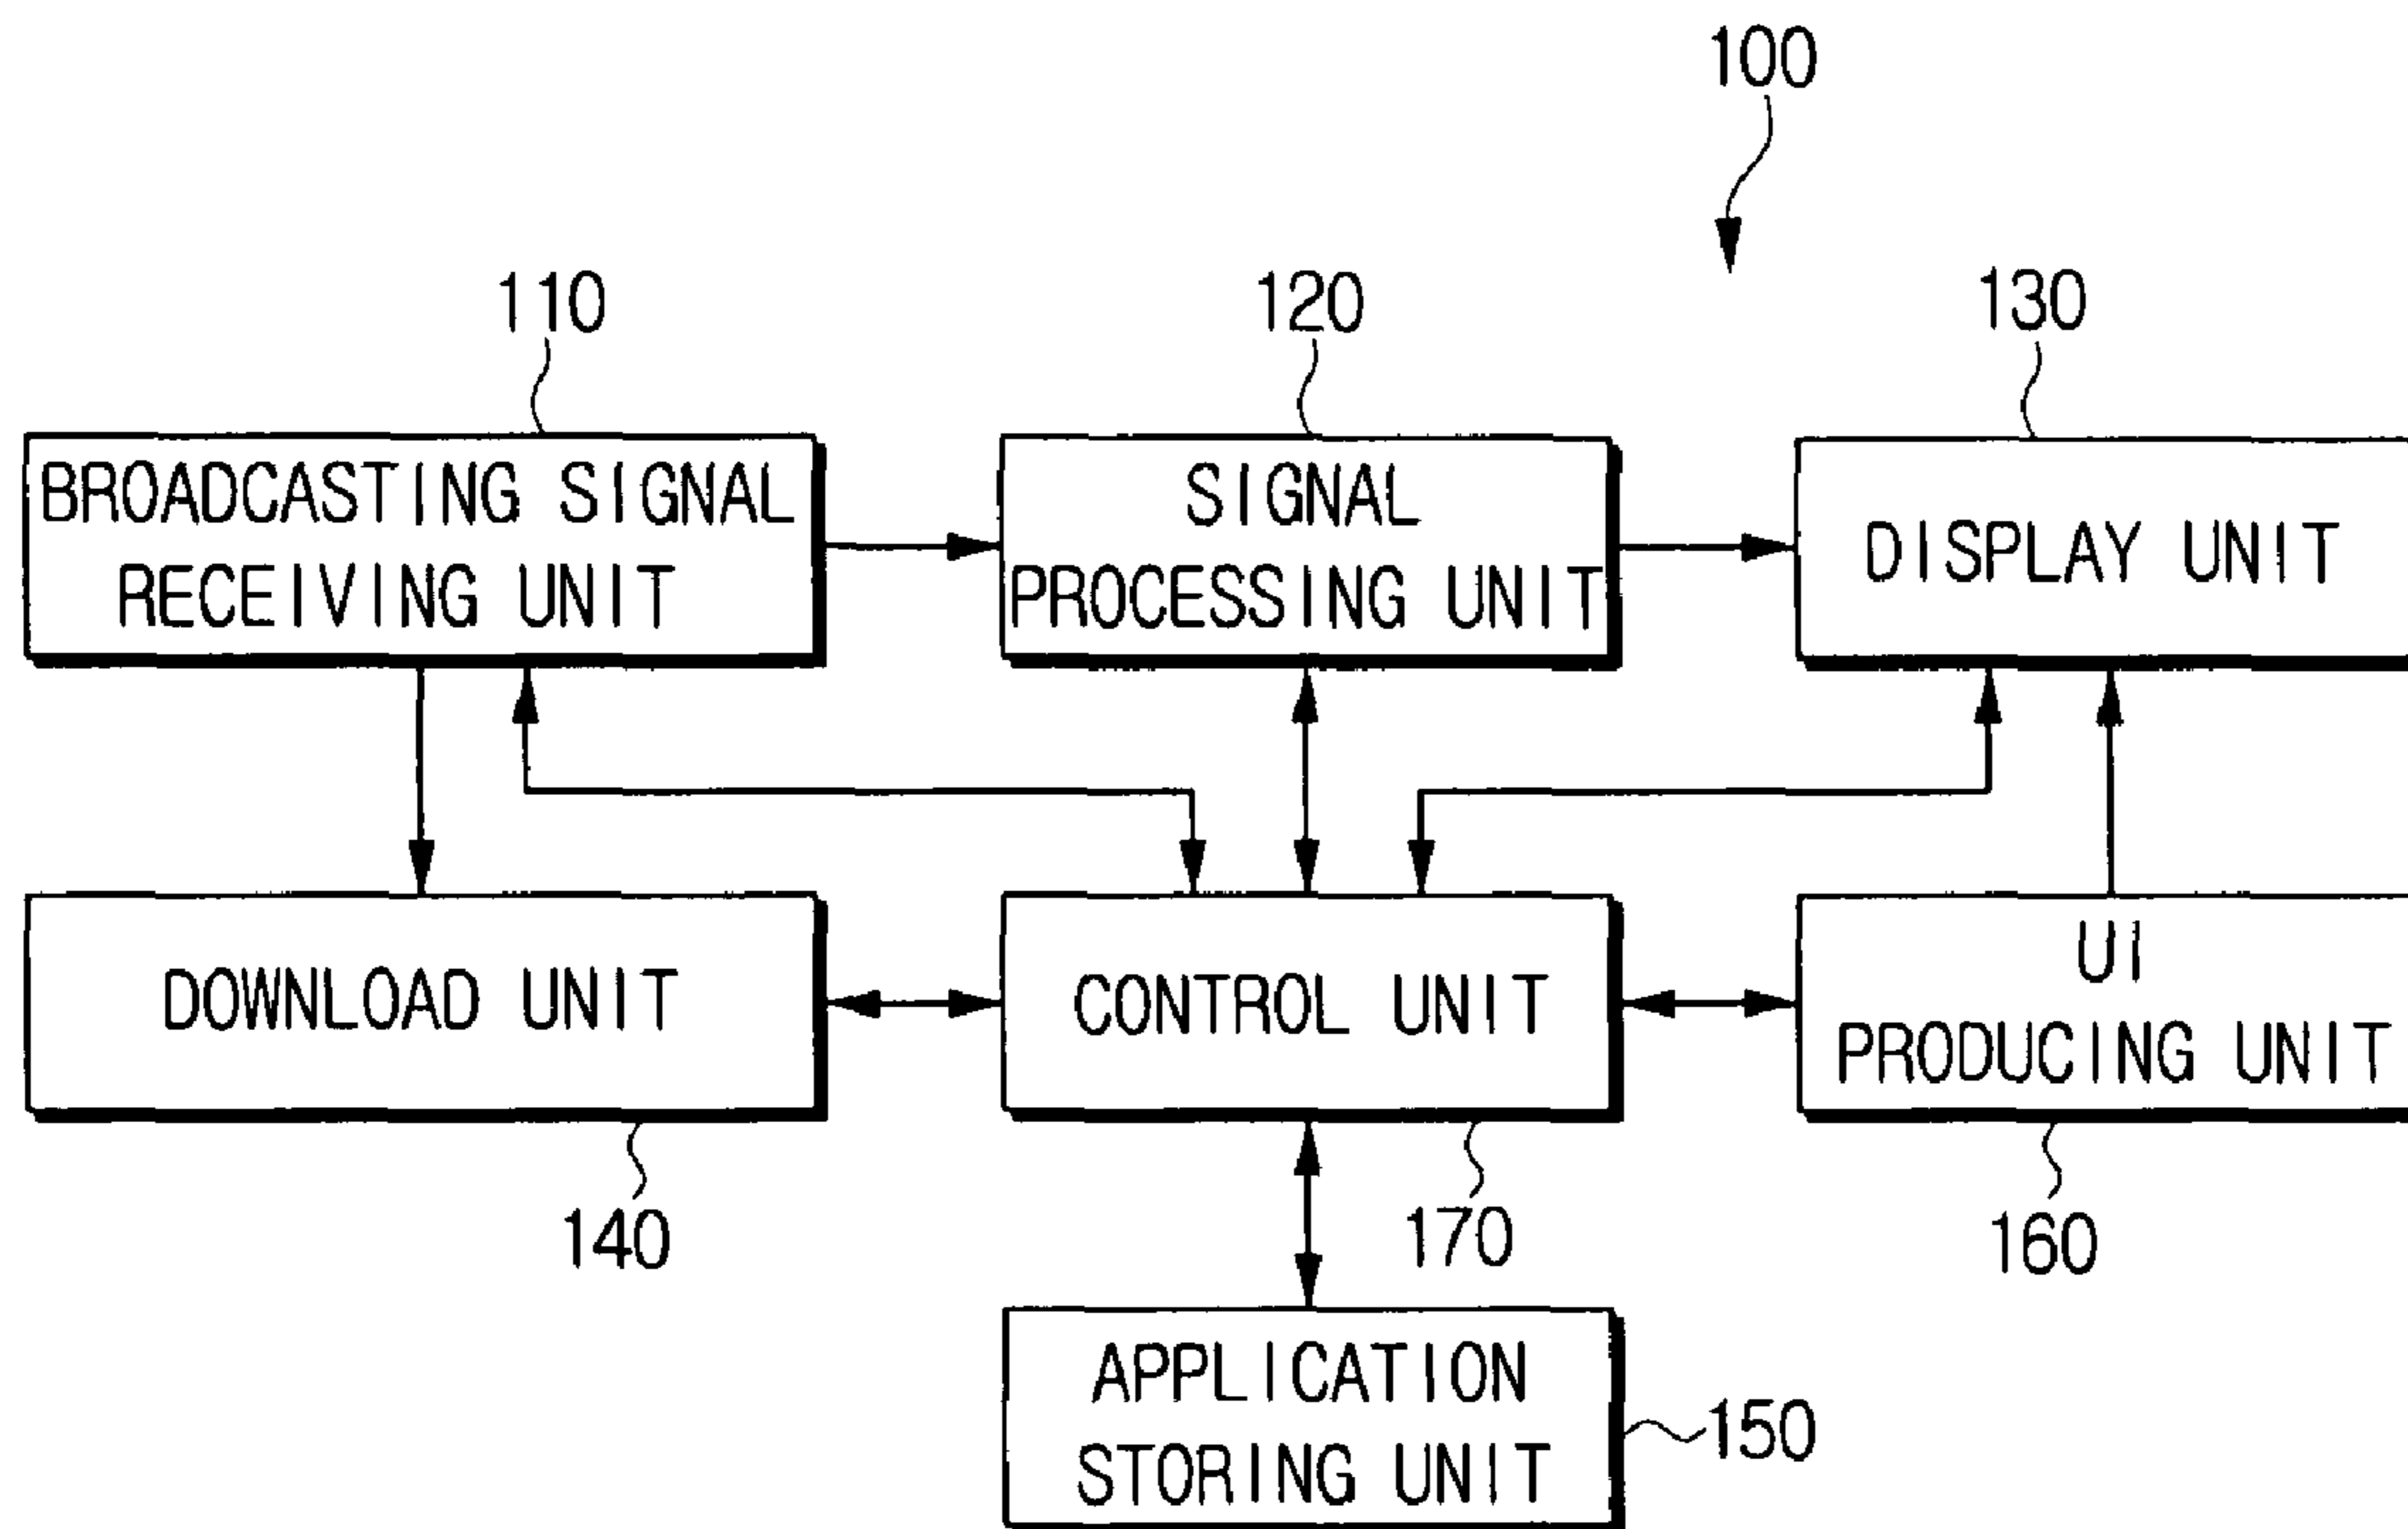 100
110
120
130
BROADCASTING SIGNAL
RECEIVING UNIT
SIGNAL
PROCESSING UNIT
DISPLAY UNIT
DOWNLOAD UNIT
CONTROL UNIT
UI
PRODUCING UNIT
140
170
160
APPLICATION
STORING UNIT
150